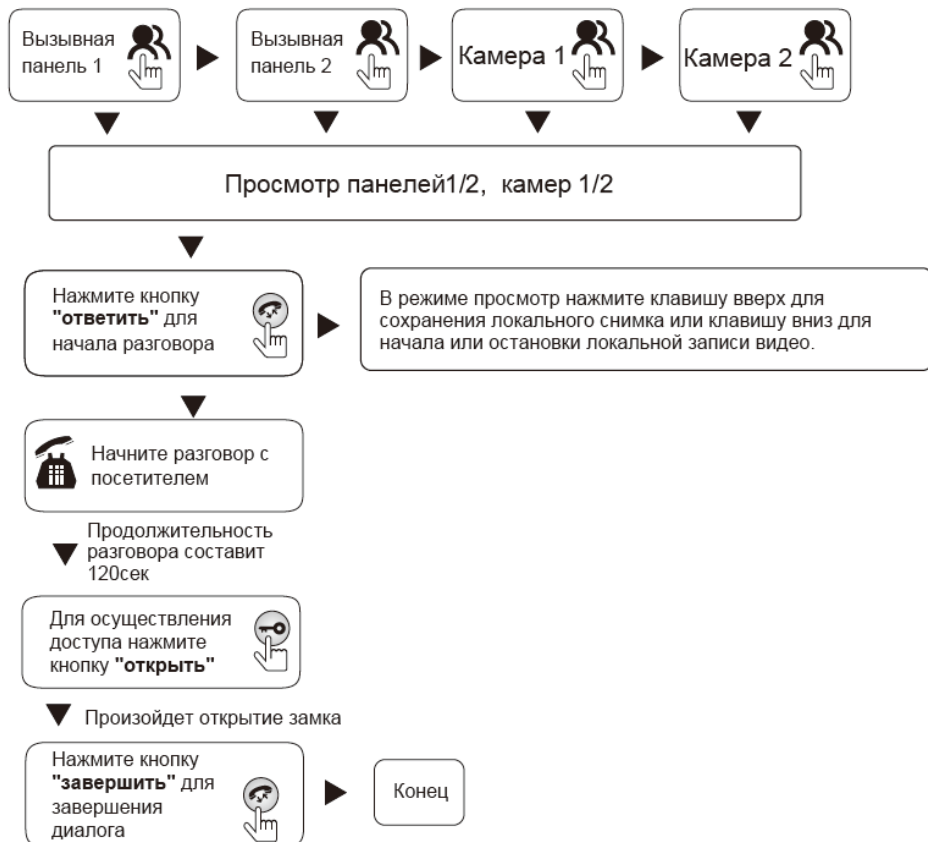 Вызывная
панель 1
Вызывная
панель 2
Камера 1
Камера 2
Просмотр панелей1/2, камер 1/2
Нажмите кнопку
"ответить" для
начала разговора
В режиме просмотр нажмите клавишу вверх для
сохранения локального снимка или клавишу вниз для
начала или остановки локальной записи видео.
Начните разговор с
посетителем
Продолжительность
разговора составит
120сек
Для осуществления
доступа нажмите
кнопку "открыть"
Произойдет открытие замка
Нажмите кнопку
"завершить" для
завершения
диалога
Конец